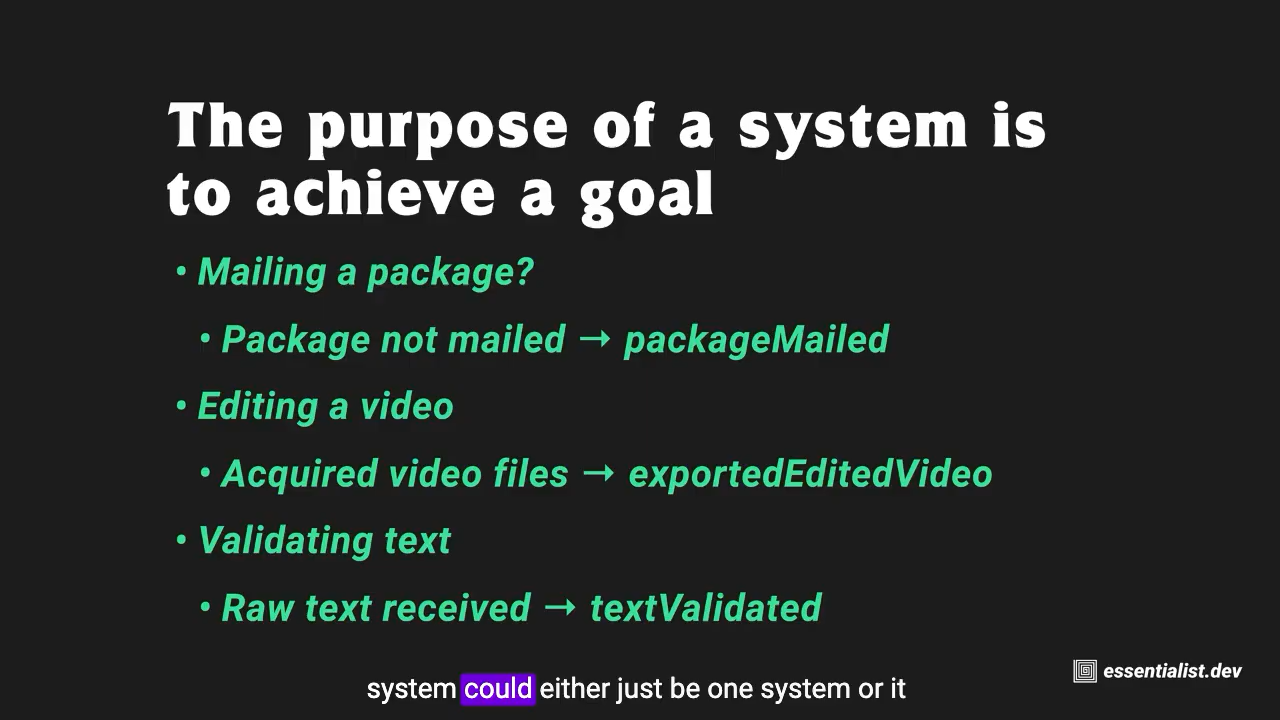 The purpose of a system is
to achieve a goal
• Mailing a package?
• Package not mailed → packageMailed
• Editing a video
• Acquired video files → exportedEditedVideo
• Validating text
• Raw text received → textValidated
essentialist.dev
system could either just be one system or it